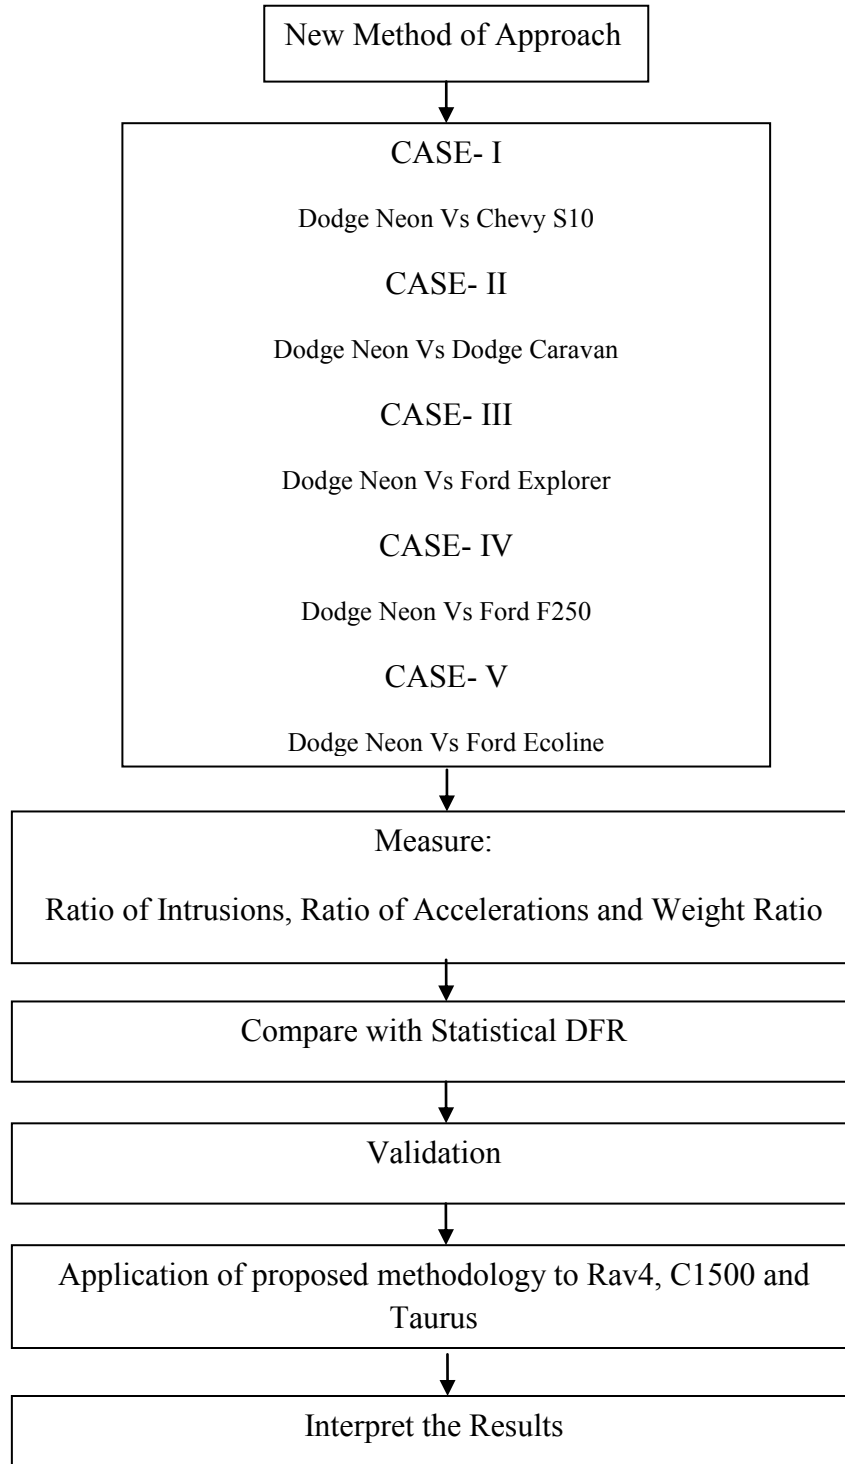 New Method of Approach
CASE- I
Dodge Neon Vs Chevy S10
CASE- II
Dodge Neon Vs Dodge Caravan
CASE- III
Dodge Neon Vs Ford Explorer
CASE- IV
Dodge Neon Vs Ford F250
CASE- V
Dodge Neon Vs Ford Ecoline
Measure:
Ratio of Intrusions, Ratio of Accelerations and Weight Ratio
Compare with Statistical DFR
Validation
Application of proposed methodology to Rav4, C1500 and
Taurus
Interpret the Results